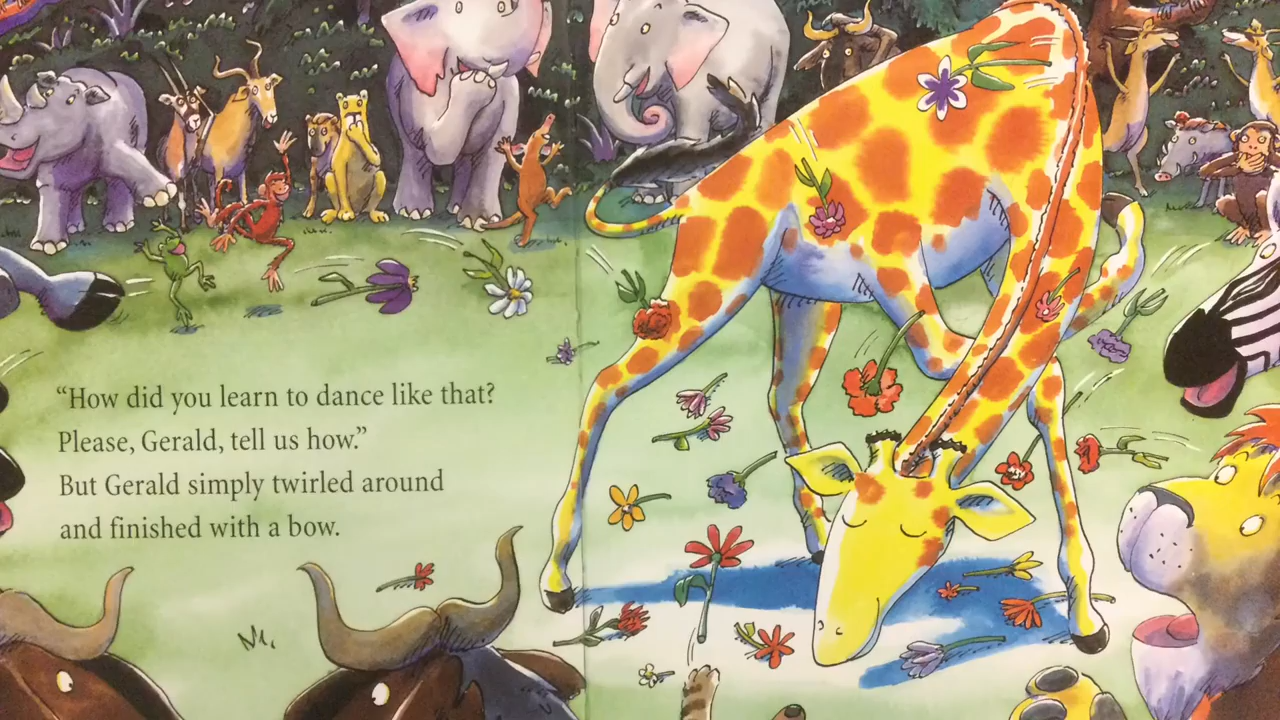 “How did you learn to dance like that?
Please, Gerald, tell us how.”
But Gerald simply twirled around
and finished with a bow.